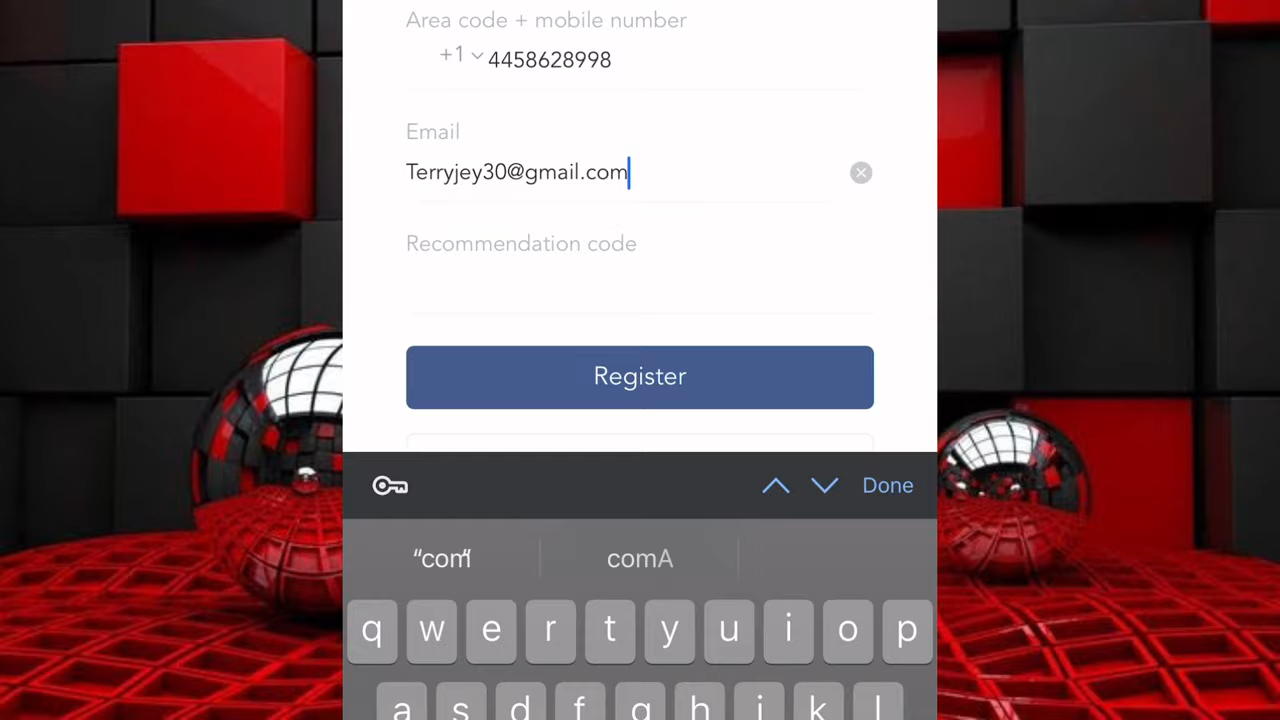 Area code + mobile number
+1 4458628998
Email
Terryjey30@gmail.com
Recommendation code
Register
Done
“com“ comA
q w e r t y u i o p
a s d f g h j k l